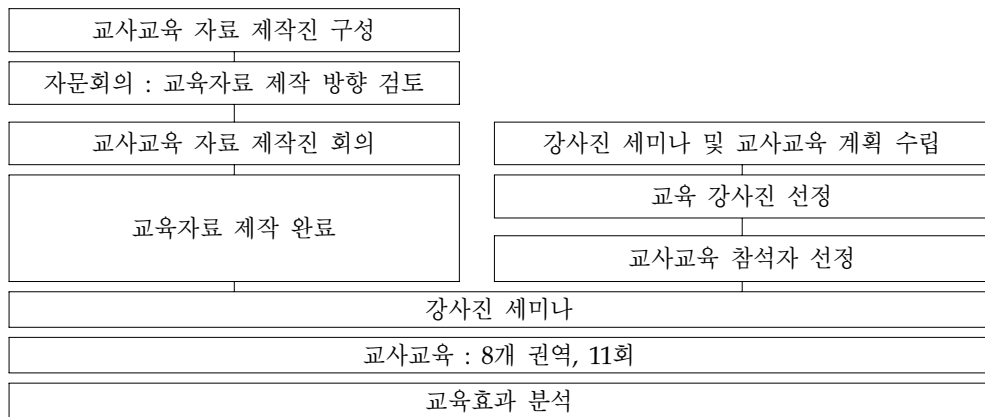 교사교육 자료 제작진 구성
자문회의 : 교육자료 제작 방향 검토
교사교육 자료 제작진 회의
교육자료 제작 완료
강사진 세미나 및 교사교육 계획 수립
교육 강사진 선정
교사교육 참석자 선정
강사진 세미나
교사교육 : 8개 권역, 11회
교육효과 분석